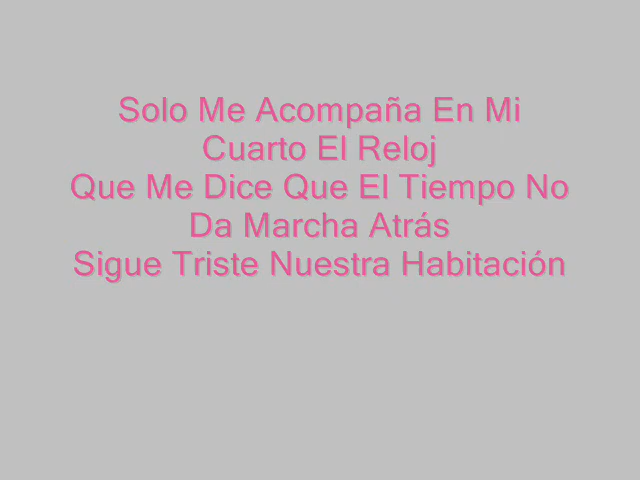 Solo Me Acompaña En Mi
Cuarto El Reloj
Que Me Dice Que El Tiempo No
Da Marcha Atrás
Sigue Triste Nuestra Habitación